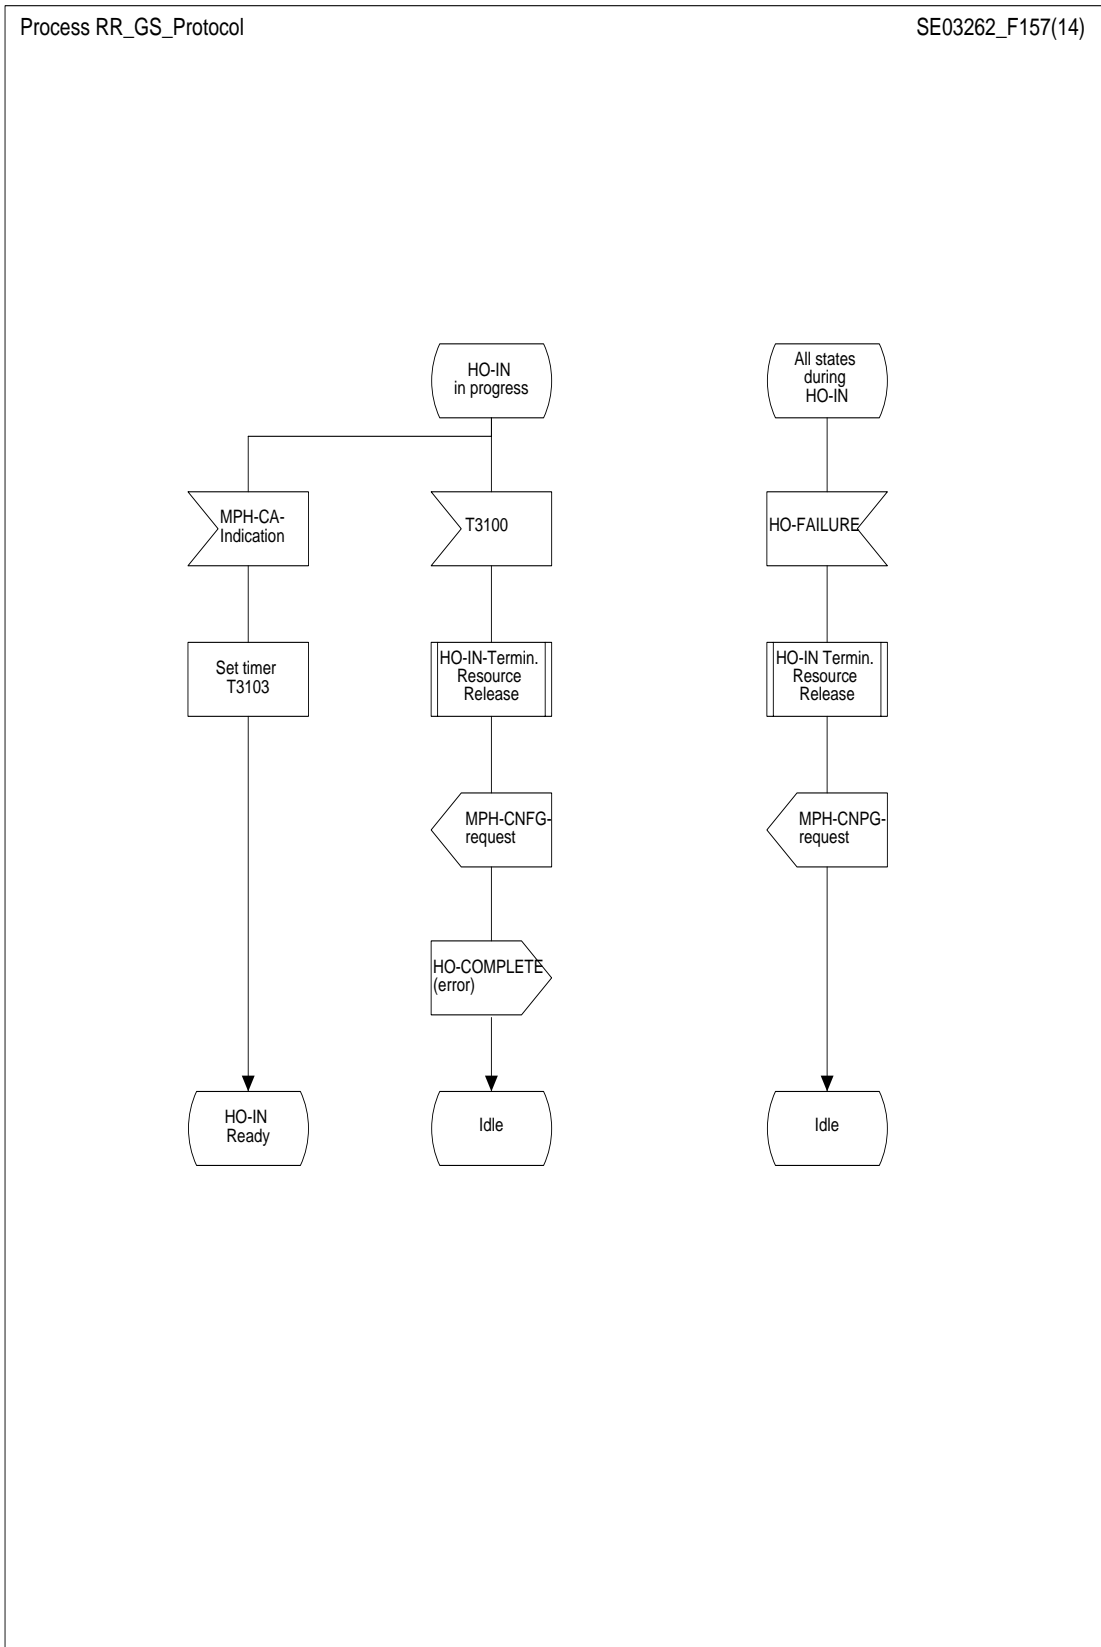 Process RR_GS_Protocol
SE03262_F157(14)
HO-IN
in progress
All states
during
HO-IN
MPH-CA-
Indication
T3100
HO-FAILURE
Set timer
T3103
HO-IN-Termin.
Resource
Release
HO-IN Termin.
Resource
Release
MPH-CNFG-
request
MPH-CNPG-
request
HO-COMPLETE
(error)
HO-IN
Ready
Idle
Idle